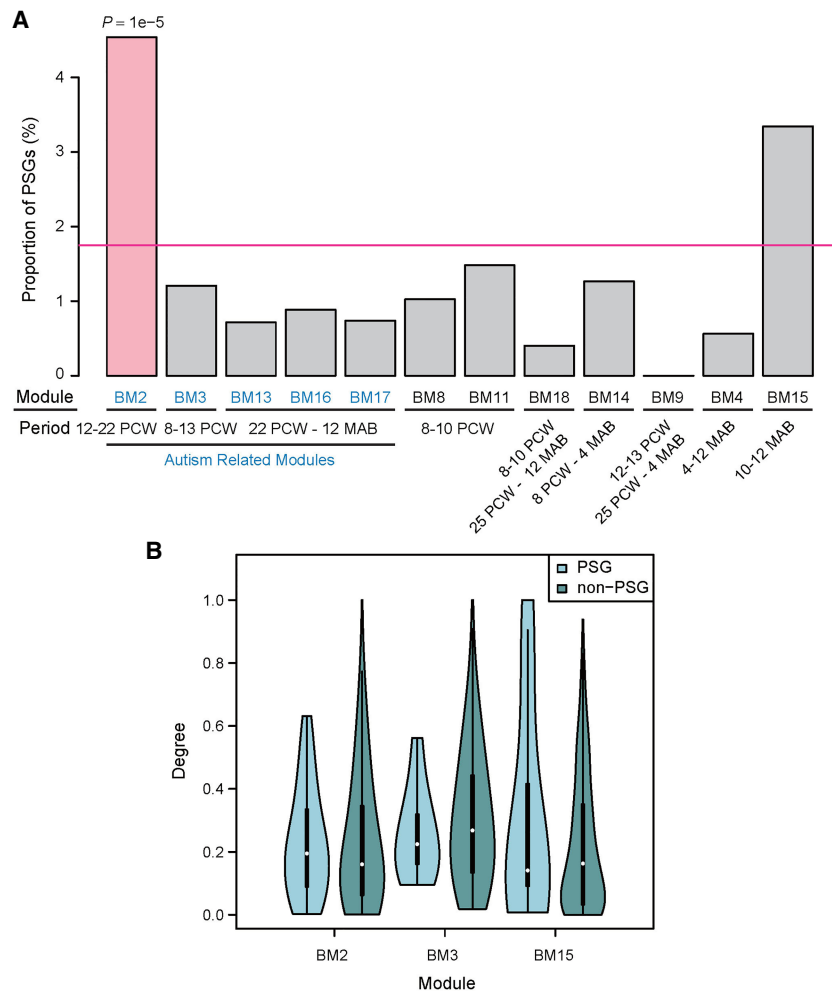 A
P = 1e-5
Proportion of PSGs (%)
4
3
2
1
0
Module BM2 BM3 BM13 BM16 BM17 BM8 BM11 BM18 BM14 BM9 BM4 BM15
Period 12-22 PCW 8-13 PCW 22 PCW - 12 MAB 8-10 PCW
8-10 PCW
25 PCW - 12 MAB
8 PCW - 4 MAB
12-13 PCW
25 PCW - 4 MAB
4-12 MAB
10-12 MAB
Autism Related Modules
B
PSG
non-PSG
Degree
1.0
0.8
0.6
0.4
0.2
0.0
BM2 BM3 BM15
Module